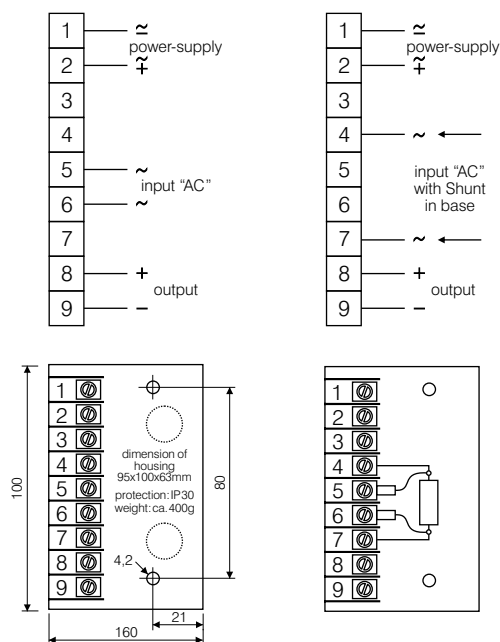 1 ≃
power-supply
2 ≂ +
3
4
5 ~
input "AC"
6 ~
7
8 +
output
9 −
1 ≃
power-supply
2 ≂ +
3
4 ~
5
input "AC"
with Shunt
6
in base
7 ~
8 +
output
9 −
1
2
3
4
5
6
7
8
9
dimension of
housing
95x100x63mm
protection: IP30
weight: ca. 400g
4,2
100
80
21
160
1
2
3
4
5
6
7
8
9